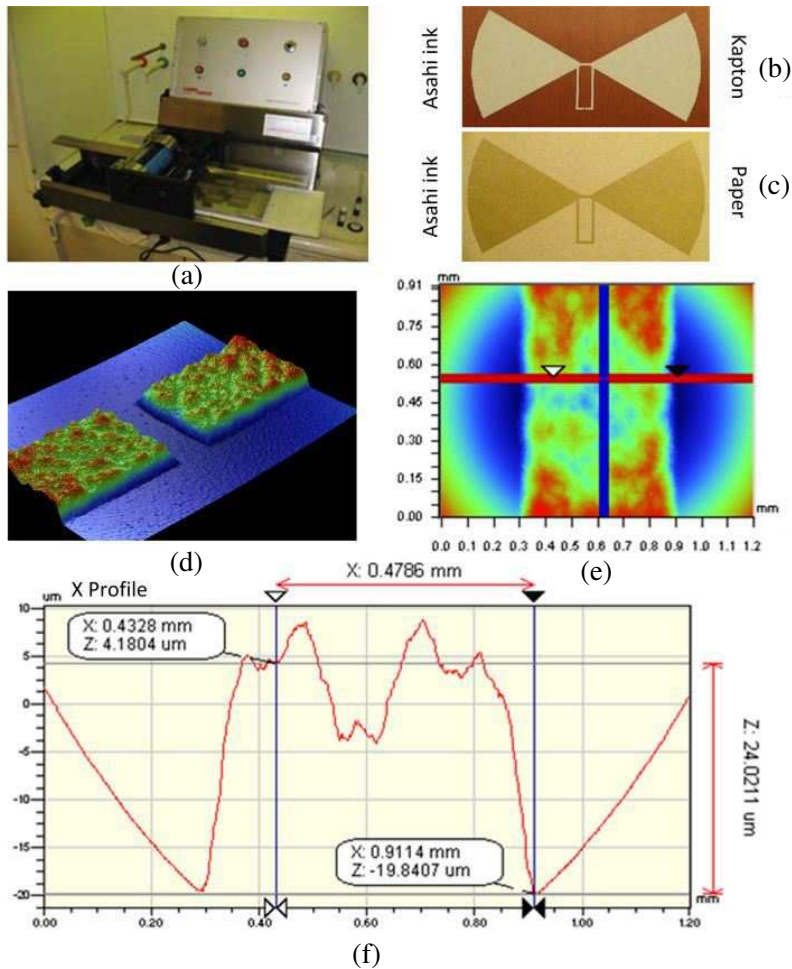 Asahi ink
Kapton
(b)
Asahi ink
Paper
(c)
(a)
(d)
mm
0.91
0.75
0.60
0.45
0.30
0.15
0.00
mm
0.0 0.1 0.2 0.3 0.4 0.5 0.6 0.7 0.8 0.9 1.0 1.1 1.2
(e)
um
X Profile
X: 0.4786 mm
10
5
0
-5
-10
-15
-20
X: 0.4328 mm
Z: 4.1804 um
X: 0.9114 mm
Z: -19.8407 um
Z: 24.0211 um
mm
0.00 0.20 0.40 0.60 0.80 1.00 1.20
(f)